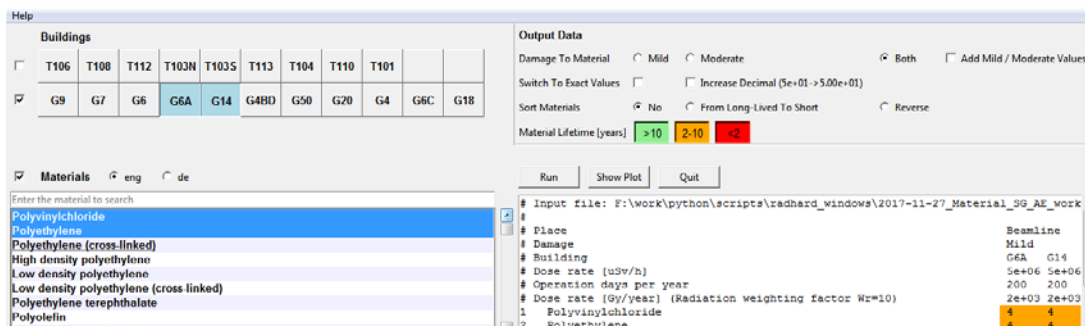 Help
Buildings
T106 T108 T112 T103N T103S T113 T104 T110 T101
G9 G7 G6 G6A G14 G4BD G50 G20 G4 G6C G18
Output Data
Damage To Material Mild Moderate Both Add Mild / Moderate Values
Switch To Exact Values Increase Decimal (5e+01->5.00e+01)
Sort Materials No From Long-Lived To Short Reverse
Material Lifetime [years] >10 2-10 <2
Materials eng de
Enter the material to search
Polyvinylchloride
Polyethylene
Polyethylene (cross-linked)
High density polyethylene
Low density polyethylene
Low density polyethylene (cross-linked)
Polyethylene terephthalate
Polyolefin
Run Show Plot Quit
# Input file: F:\work\python\scripts\radhard_windows\2017-11-27_Material_SG_AE_work
#
# Place Beamline
# Damage Mild
# Building G6A G14
# Dose rate [uSv/h] 5e+06 5e+06
# Operation days per year 200 200
# Dose rate [Gy/year] (Radiation weighting factor Wr=10) 2e+03 2e+03
1 Polyvinylchloride 4 4
2 Polyethylene 4 4